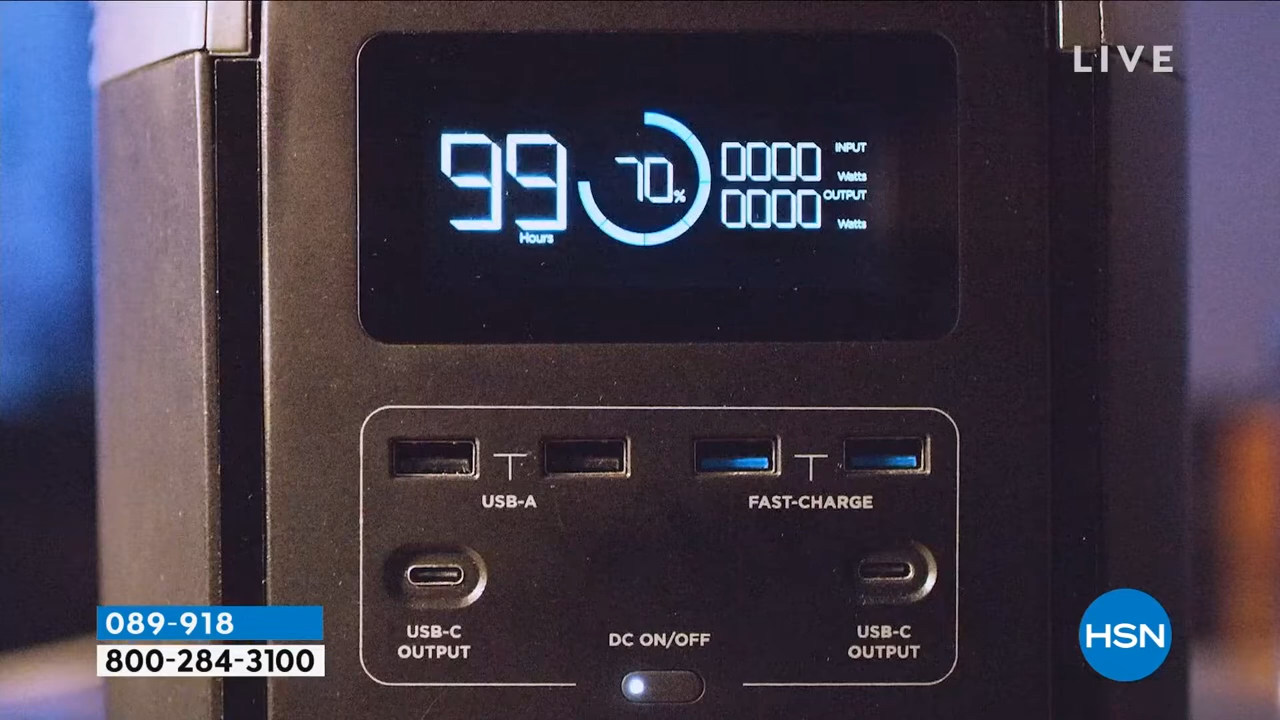 LIVE
99
Hours
70%
0000
INPUT
Watts
0000
OUTPUT
Watts
USB-A
FAST-CHARGE
USB-C
OUTPUT
DC ON/OFF
USB-C
OUTPUT
089-918
800-284-3100
HSN